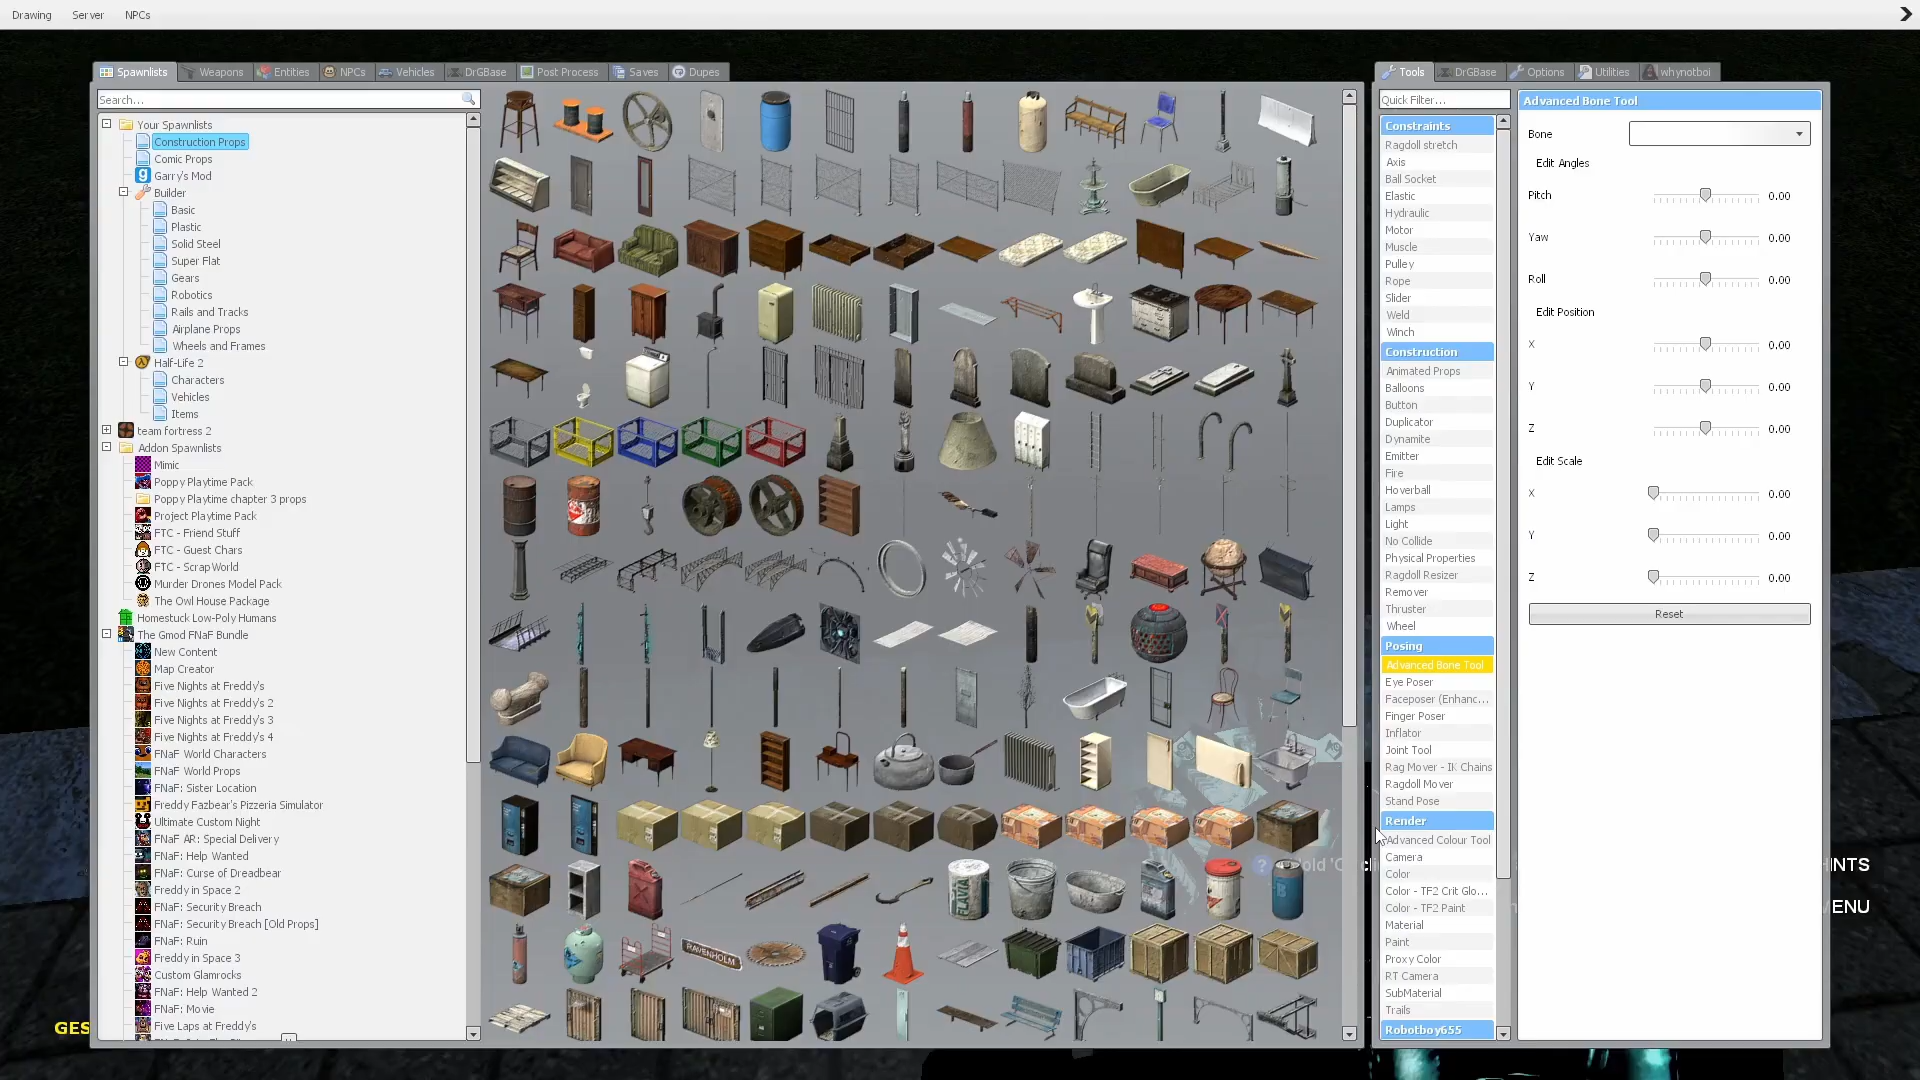 Drawing Server NPCs
Spawnlists Weapons Entities NPCs Vehicles DrGBase Post Process Saves Dupes
Tools DrGBase Options Utilities whynotboi
Search...
Your Spawnlists
Construction Props
Comic Props
Garry's Mod
Builder
Basic
Plastic
Solid Steel
Super Flat
Gears
Robotics
Rails and Tracks
Airplane Props
Wheels and Frames
Half-Life 2
Characters
Vehicles
Items
team fortress 2
Addon Spawnlists
Mimic
Poppy Playtime Pack
Poppy Playtime chapter 3 props
Project Playtime Pack
FTC - Friend Stuff
FTC - Guest Chars
FTC - ScrapWorld
Murder Drones Model Pack
The Owl House Package
Homestuck Low-Poly Humans
The Gmod FNaF Bundle
New Content
Map Creator
Five Nights at Freddy's
Five Nights at Freddy's 2
Five Nights at Freddy's 3
Five Nights at Freddy's 4
FNaF World Characters
FNaF World Props
FNaF: Sister Location
Freddy Fazbear's Pizzeria Simulator
Ultimate Custom Night
FNaF AR: Special Delivery
FNaF: Help Wanted
FNaF: Curse of Dreadbear
Freddy in Space 2
FNaF: Security Breach
FNaF: Security Breach [Old Props]
FNaF: Ruin
Freddy in Space 3
Custom Glamrocks
FNaF: Help Wanted 2
FNaF: Movie
Five Laps at Freddy's
GES
RAVENHOLM
Quick Filter...
Constraints
Ragdoll stretch
Axis
Ball Socket
Elastic
Hydraulic
Motor
Muscle
Pulley
Rope
Slider
Weld
Winch
Construction
Animated Props
Balloons
Button
Duplicator
Dynamite
Emitter
Fire
Hoverball
Lamps
Light
No Collide
Physical Properties
Ragdoll Resizer
Remover
Thruster
Wheel
Posing
Advanced Bone Tool
Eye Poser
Faceposer (Enhanc...
Finger Poser
Inflator
Joint Tool
Rag Mover - IK Chains
Ragdoll Mover
Stand Pose
Render
Advanced Colour Tool
Camera
Color
Color - TF2 Crit Glo...
Color - TF2 Paint
Material
Paint
Proxy Color
RT Camera
SubMaterial
Trails
Robotboy655
Advanced Bone Tool
Bone
Edit Angles
Pitch 0.00
Yaw 0.00
Roll 0.00
Edit Position
X 0.00
Y 0.00
Z 0.00
Edit Scale
X 0.00
Y 0.00
Z 0.00
Reset
INTS
MENU